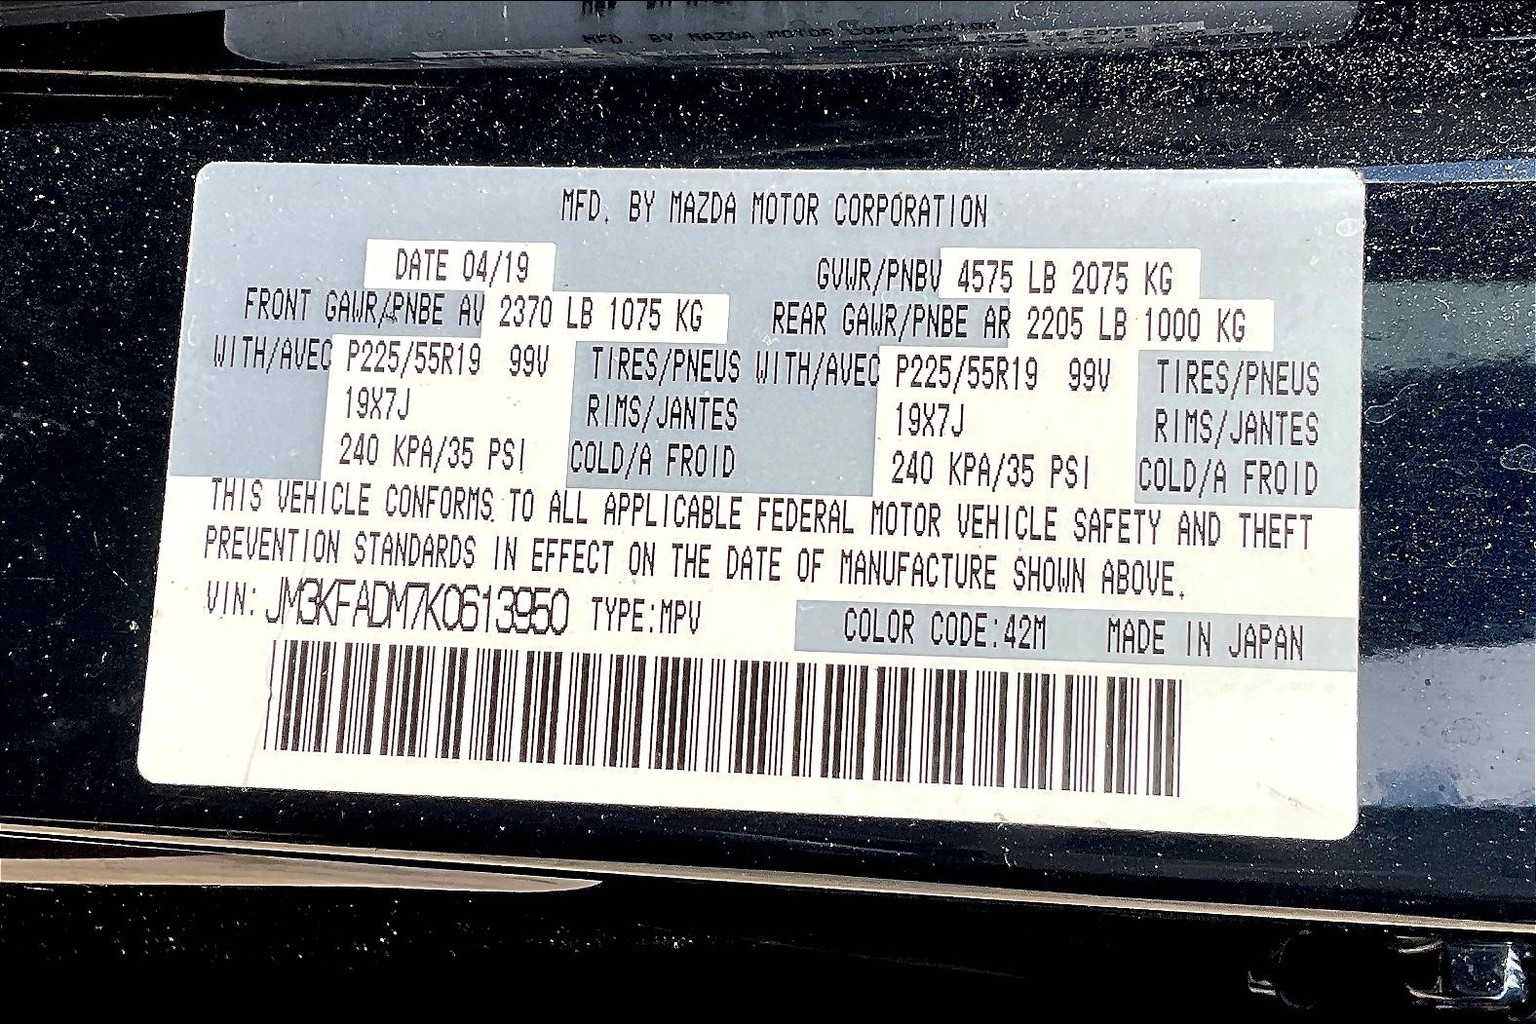 MFD. BY MAZDA MOTOR CORPORATION
MFD. BY MAZDA MOTOR CORPORATION
DATE 04/19 GVWR/PNBV 4575 LB 2075 KG
FRONT GAWR/PNBE AV 2370 LB 1075 KG REAR GAWR/PNBE AR 2205 LB 1000 KG
WITH/AVEC P225/55R19 99V TIRES/PNEUS WITH/AVEC P225/55R19 99V TIRES/PNEUS
19X7J RIMS/JANTES 19X7J RIMS/JANTES
240 KPA/35 PSI COLD/A FROID 240 KPA/35 PSI COLD/A FROID
THIS VEHICLE CONFORMS TO ALL APPLICABLE FEDERAL MOTOR VEHICLE SAFETY AND THEFT
PREVENTION STANDARDS IN EFFECT ON THE DATE OF MANUFACTURE SHOWN ABOVE.
VIN: JM3KFADM7K0613950 TYPE:MPV COLOR CODE:42M MADE IN JAPAN